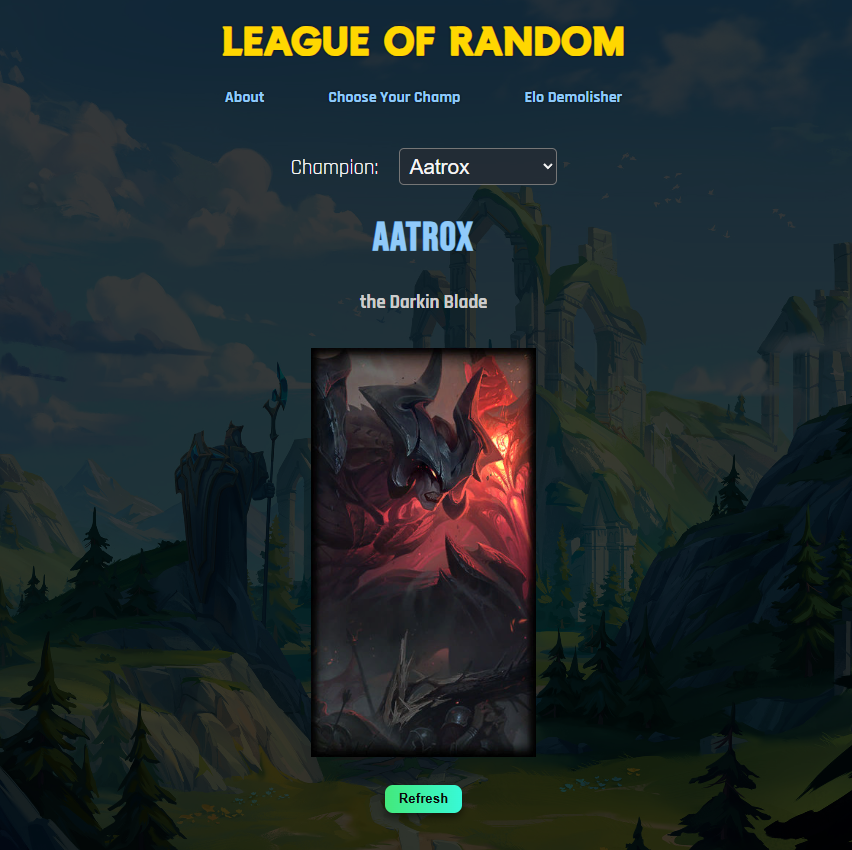 LEAGUE OF RANDOM
About Choose Your Champ Elo Demolisher
Champion: Aatrox
AATROX
the Darkin Blade
Refresh